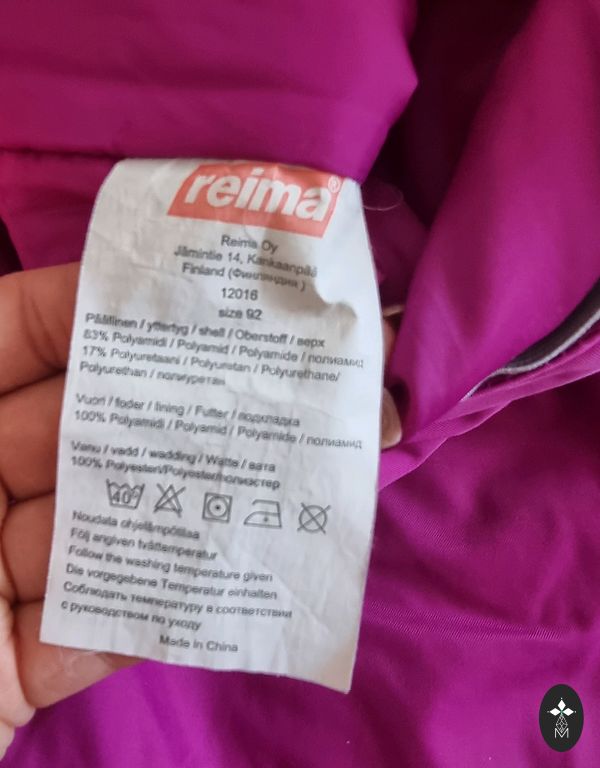 reima®
Reima Oy
Jämintie 14, Kankaanpää
Finland (Финляндия )
12016
size 92
Päällinen / yttertyg / shell / Oberstoff / верх
83% Polyamidi / Polyamid / Polyamide / полиамид
17% Polyuretaani / Polyuretan / Polyurethane/
Polyurethan / полиуретан
Vuori / foder / lining / Futter / подкладка
100% Polyamidi / Polyamid / Polyamide / полиамид
Vanu / vadd / wadding / Watte / вата
100% Polyesteri/Polyester/полиэстер
40°
Noudata ohjelämpötilaa
Följ angiven tvättemperatur
Follow the washing temperature given
Die vorgegebene Temperatur einhalten
Соблюдать температуру в соответствии
с руководством по уходу
Made in China
M